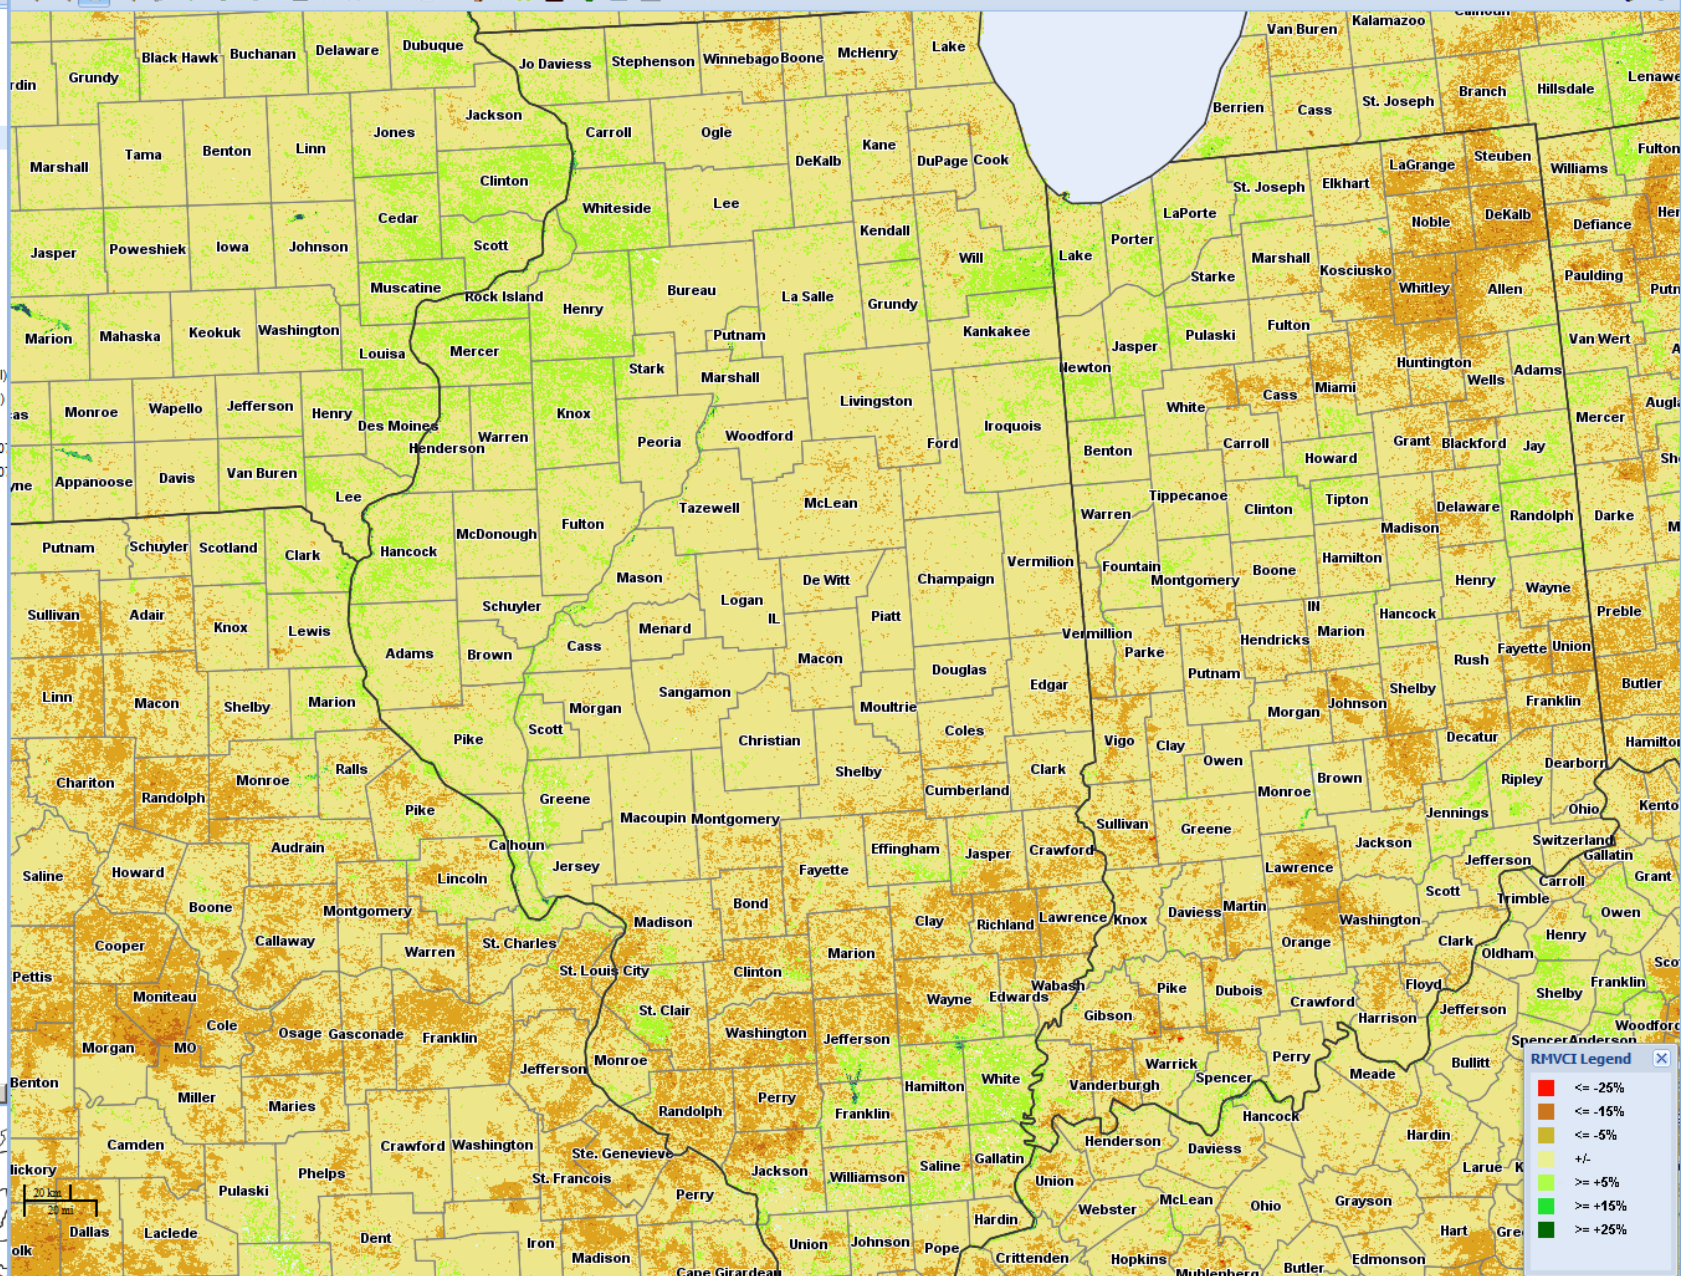 Black Hawk
Buchanan
Delaware
Dubuque
Jo Daviess
Stephenson
Winnebago
Boone
McHenry
Lake
Van Buren
Kalamazoo
Calhoun
rdin
Grundy
Jackson
Berrien
Cass
St. Joseph
Branch
Hillsdale
Lenawe
Marshall
Tama
Benton
Linn
Jones
Carroll
Ogle
DeKalb
Kane
DuPage
Cook
LaGrange
Steuben
Williams
Fulton
Clinton
Cedar
Whiteside
Lee
St. Joseph
Elkhart
LaPorte
Noble
DeKalb
Defiance
Her
Jasper
Poweshiek
Iowa
Johnson
Scott
Kendall
Will
Lake
Porter
Marshall
Starke
Kosciusko
Whitley
Allen
Paulding
Putn
Muscatine
Rock Island
Henry
Bureau
La Salle
Grundy
Marion
Mahaska
Keokuk
Washington
Louisa
Mercer
Putnam
Kankakee
Jasper
Pulaski
Fulton
Van Wert
A
Stark
Marshall
Newton
Huntington
Wells
Adams
cas
Monroe
Wapello
Jefferson
Henry
Des Moines
Henderson
Warren
Knox
Peoria
Woodford
Livingston
Ford
Iroquois
White
Cass
Miami
Mercer
Augla
Benton
Carroll
Howard
Grant
Blackford
Jay
She
yne
Appanoose
Davis
Van Buren
Lee
Fulton
Tazewell
McLean
Warren
Tippecanoe
Clinton
Tipton
Madison
Delaware
Randolph
Darke
M
Putnam
Schuyler
Scotland
Clark
Hancock
McDonough
Mason
De Witt
Champaign
Vermilion
Fountain
Montgomery
Boone
Hamilton
Henry
Wayne
Sullivan
Adair
Knox
Lewis
Schuyler
Logan
IL
Piatt
IN
Hancock
Preble
Adams
Brown
Cass
Menard
Macon
Douglas
Vermillion
Parke
Hendricks
Marion
Rush
Fayette
Union
Linn
Macon
Shelby
Marion
Sangamon
Edgar
Putnam
Shelby
Butler
Pike
Scott
Morgan
Christian
Moultrie
Coles
Vigo
Clay
Morgan
Johnson
Franklin
Decatur
Hamilton
Chariton
Randolph
Monroe
Ralls
Pike
Greene
Macoupin
Montgomery
Shelby
Cumberland
Clark
Owen
Monroe
Brown
Ripley
Dearborn
Ohio
Kento
Audrain
Calhoun
Jersey
Effingham
Jasper
Crawford
Sullivan
Greene
Jackson
Jennings
Switzerland
Jefferson
Gallatin
Saline
Howard
Lincoln
Fayette
Lawrence
Scott
Carroll
Grant
Boone
Montgomery
Madison
Bond
Clay
Richland
Lawrence
Knox
Daviess
Martin
Washington
Trimble
Owen
Cooper
Callaway
Warren
St. Charles
Marion
Orange
Clark
Henry
Oldham
Pettis
St. Louis City
Clinton
Wabash
Franklin
Sco
Moniteau
St. Clair
Wayne
Edwards
Pike
Dubois
Crawford
Floyd
Shelby
Cole
Osage
Gasconade
Franklin
Washington
Jefferson
Gibson
Harrison
Jefferson
Woodford
Morgan
MO
Jefferson
Monroe
Warrick
Perry
Bullitt
Spencer
Anderson
Benton
Miller
Maries
Randolph
Perry
Hamilton
White
Vanderburgh
Spencer
Meade
Franklin
Hancock
Camden
Crawford
Washington
Ste. Genevieve
Gallatin
Henderson
Daviess
Hardin
lickory
Phelps
St. Francois
Jackson
Williamson
Saline
Union
Larue
K
Pulaski
Perry
Webster
McLean
Ohio
Grayson
Dallas
Laclede
Dent
Iron
Hardin
Hart
Gre
olk
Madison
Union
Johnson
Pope
Crittenden
Hopkins
Edmonson
Cape Girardeau
Muhlenberg
Butler
20 km
20 mi
RMVCI Legend
<= -25%
<= -15%
<= -5%
+/-
>= +5%
>= +15%
>= +25%